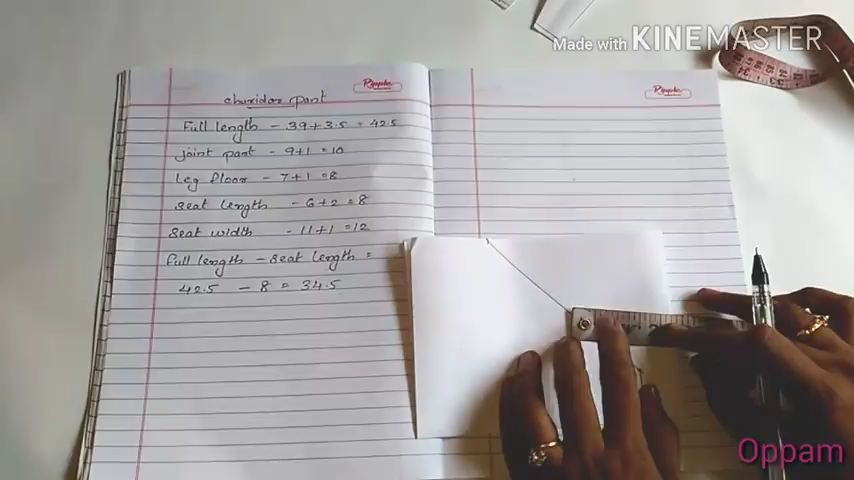 Made with KINEMASTER
Ripple
Ripple
churidar pant
Full length - 39+3.5 = 42.5
joint part - 9+1 =10
Leg floor - 7+1 =8
seat length - 6+2 =8
seat width - 11+1 =12
Full length - seat length =
42.5 - 8 = 34.5
Oppam